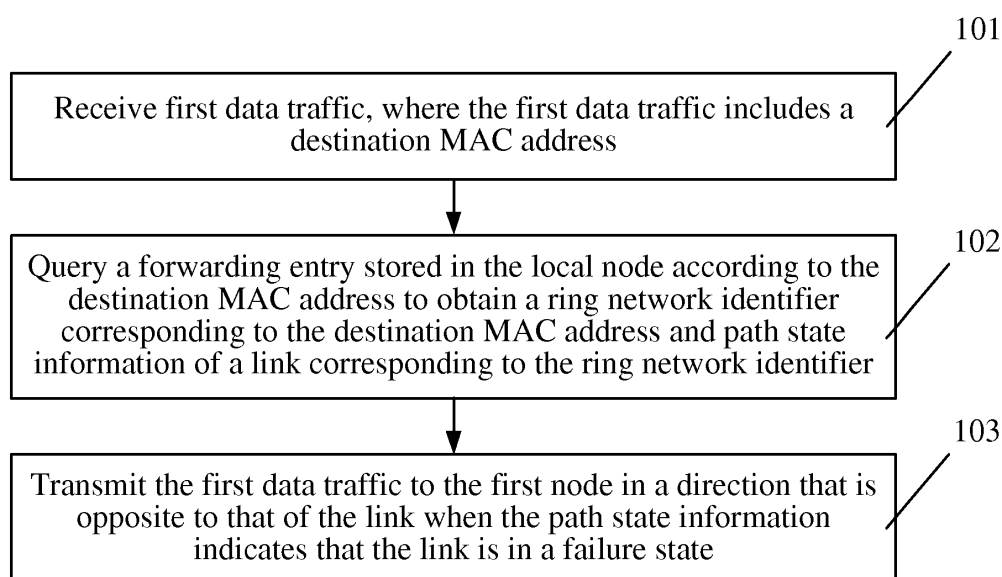 101
Receive first data traffic, where the first data traffic includes a
destination MAC address
102
Query a forwarding entry stored in the local node according to the
destination MAC address to obtain a ring network identifier
corresponding to the destination MAC address and path state
information of a link corresponding to the ring network identifier
103
Transmit the first data traffic to the first node in a direction that is
opposite to that of the link when the path state information
indicates that the link is in a failure state